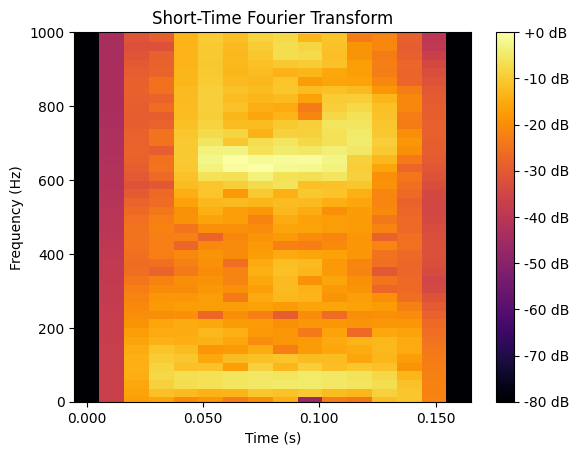 Short-Time Fourier Transform
1000
800
600
400
200
0
Frequency (Hz)
0.000
0.050
0.100
0.150
Time (s)
+0 dB
-10 dB
-20 dB
-30 dB
-40 dB
-50 dB
-60 dB
-70 dB
-80 dB